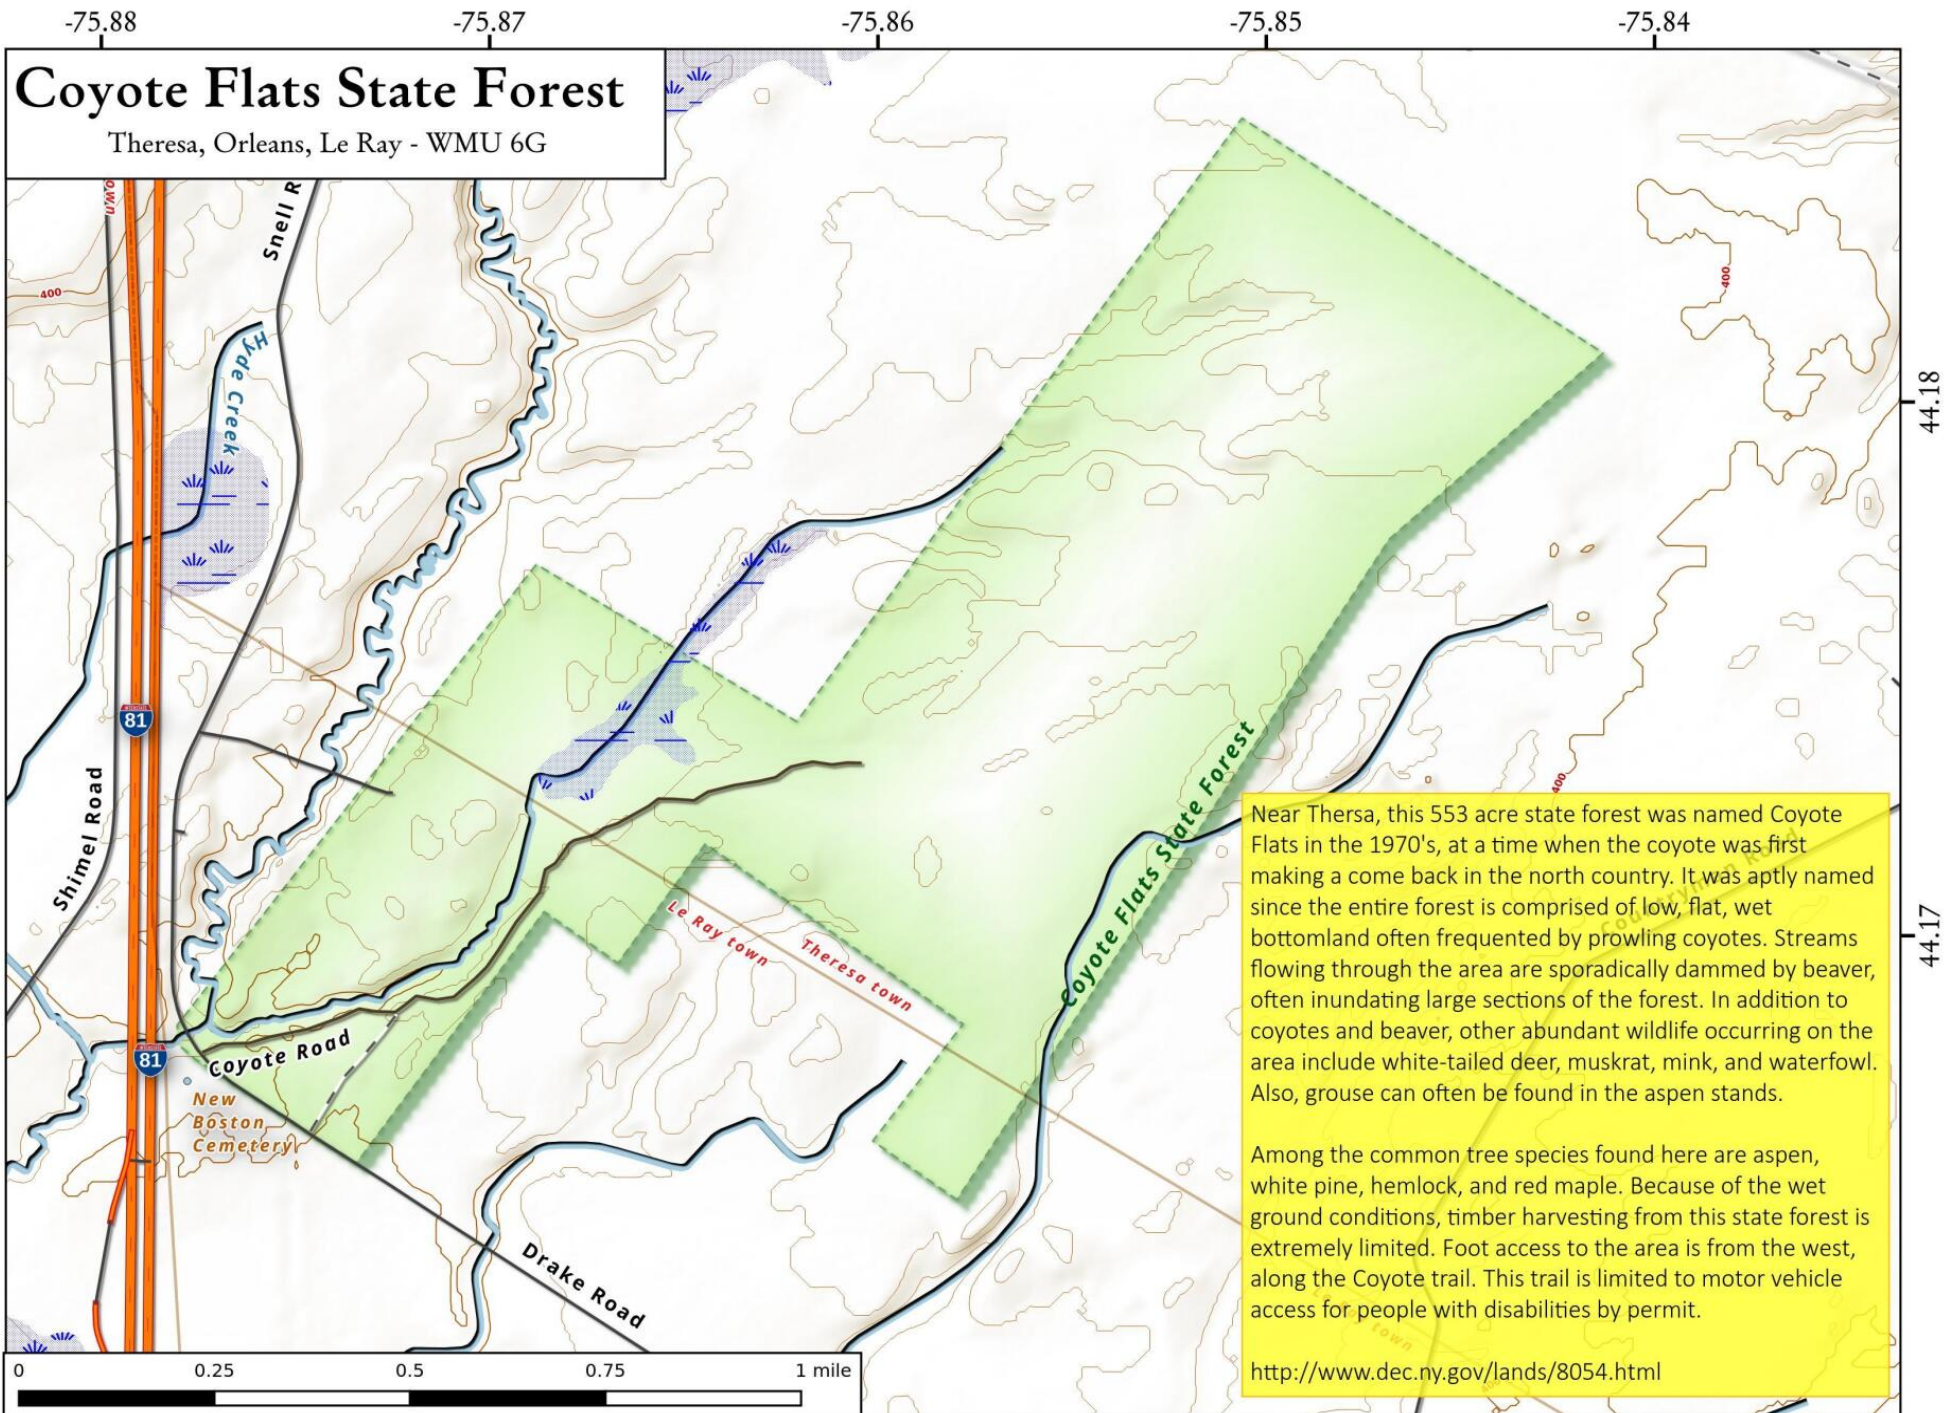 -75.88
-75.87
-75.86
-75.85
-75.84
Coyote Flats State Forest
Theresa, Orleans, Le Ray - WMU 6G
own
Snell R
400
400
Hyde Creek
44.18
81
Shimel Road
Coyote Flats State Forest
400
Le Ray town
Theresa town
44.17
81
Coyote Road
New
Boston
Cemetery
Drake Road
Countryman Road
Near Thersa, this 553 acre state forest was named Coyote
Flats in the 1970's, at a time when the coyote was first
making a come back in the north country. It was aptly named
since the entire forest is comprised of low, flat, wet
bottomland often frequented by prowling coyotes. Streams
flowing through the area are sporadically dammed by beaver,
often inundating large sections of the forest. In addition to
coyotes and beaver, other abundant wildlife occurring on the
area include white-tailed deer, muskrat, mink, and waterfowl.
Also, grouse can often be found in the aspen stands.
Among the common tree species found here are aspen,
white pine, hemlock, and red maple. Because of the wet
ground conditions, timber harvesting from this state forest is
extremely limited. Foot access to the area is from the west,
along the Coyote trail. This trail is limited to motor vehicle
access for people with disabilities by permit.
http://www.dec.ny.gov/lands/8054.html
0 0.25 0.5 0.75 1 mile